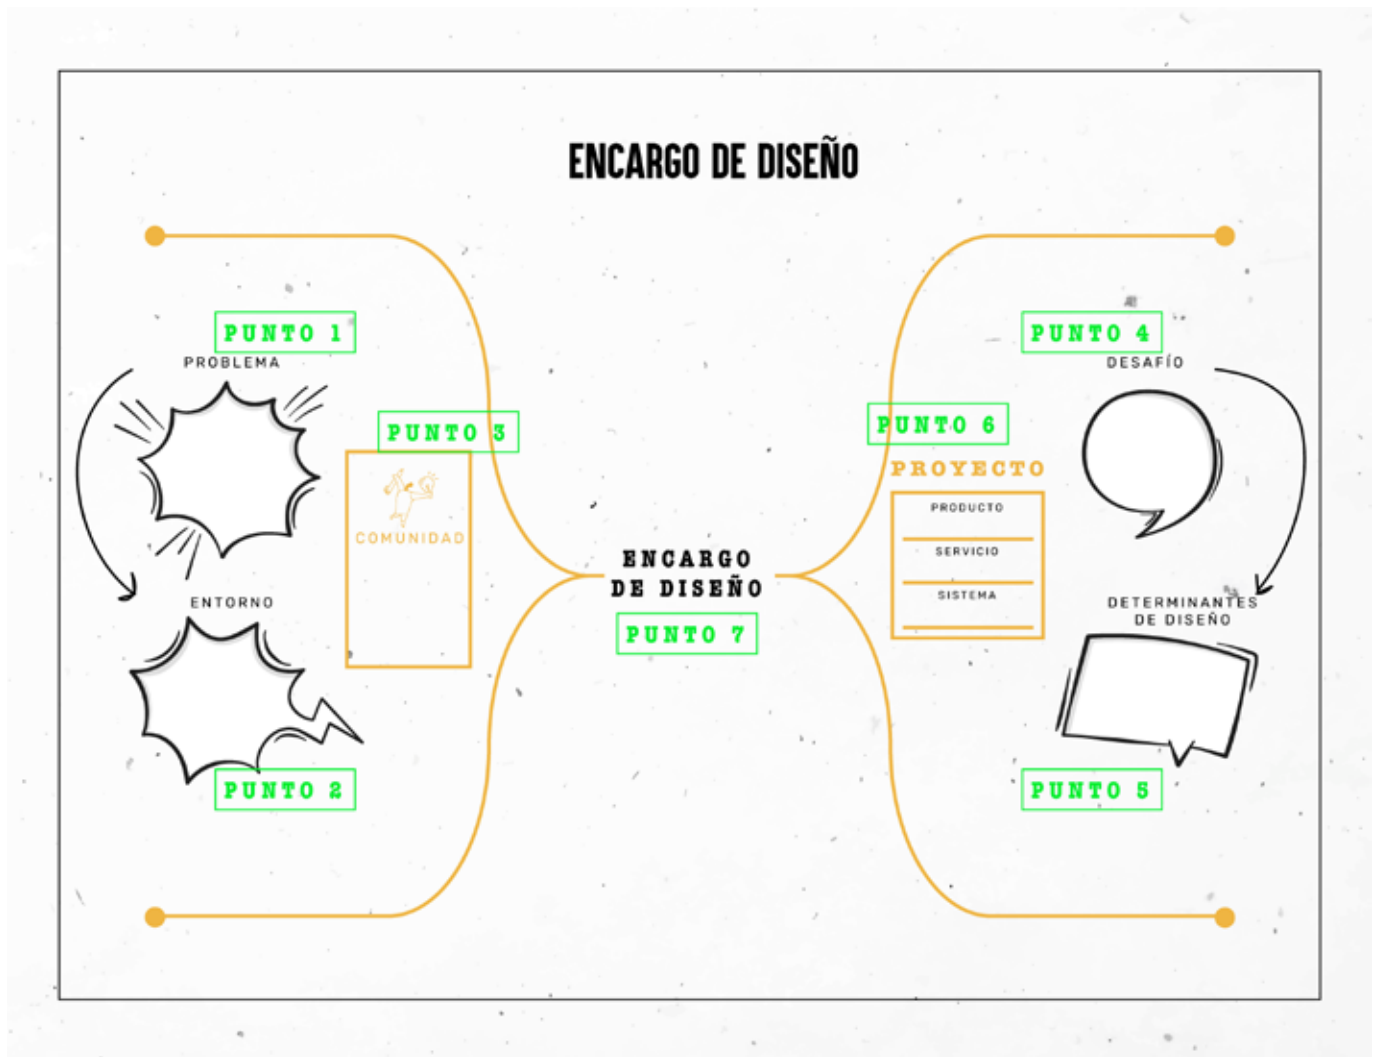 ENCARGO DE DISEÑO
PUNTO 1
PROBLEMA
ENTORNO
PUNTO 2
PUNTO 3
COMUNIDAD
ENCARGO
DE DISEÑO
PUNTO 7
PUNTO 6
PROYECTO
PRODUCTO
SERVICIO
SISTEMA
PUNTO 4
DESAFÍO
DETERMINANTES
DE DISEÑO
PUNTO 5